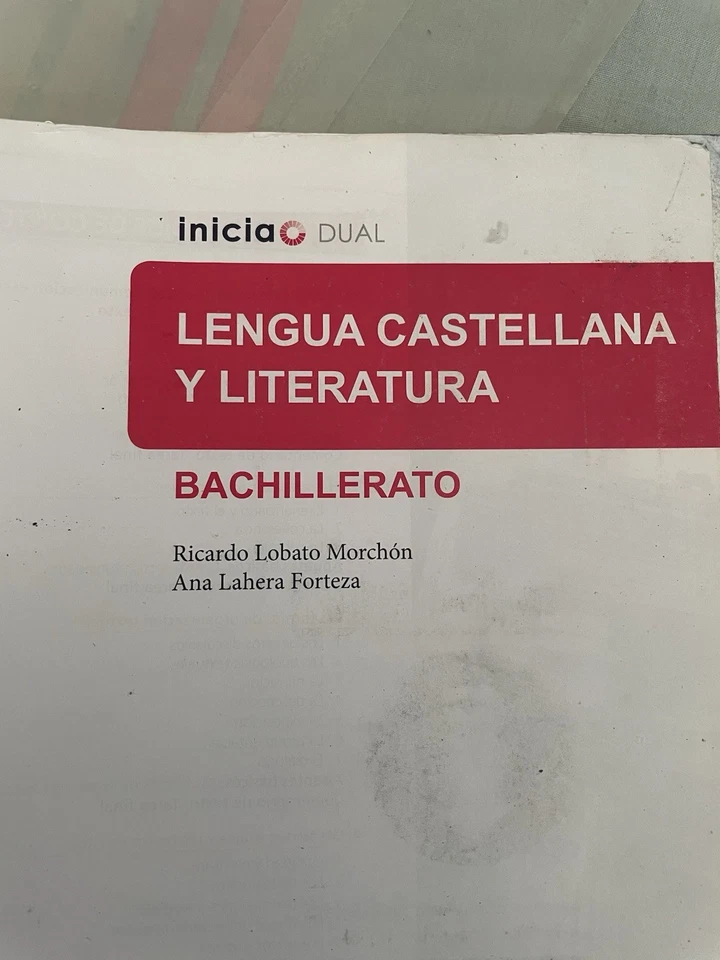 inicia DUAL
LENGUA CASTELLANA
Y LITERATURA
BACHILLERATO
Ricardo Lobato Morchón
Ana Lahera Forteza